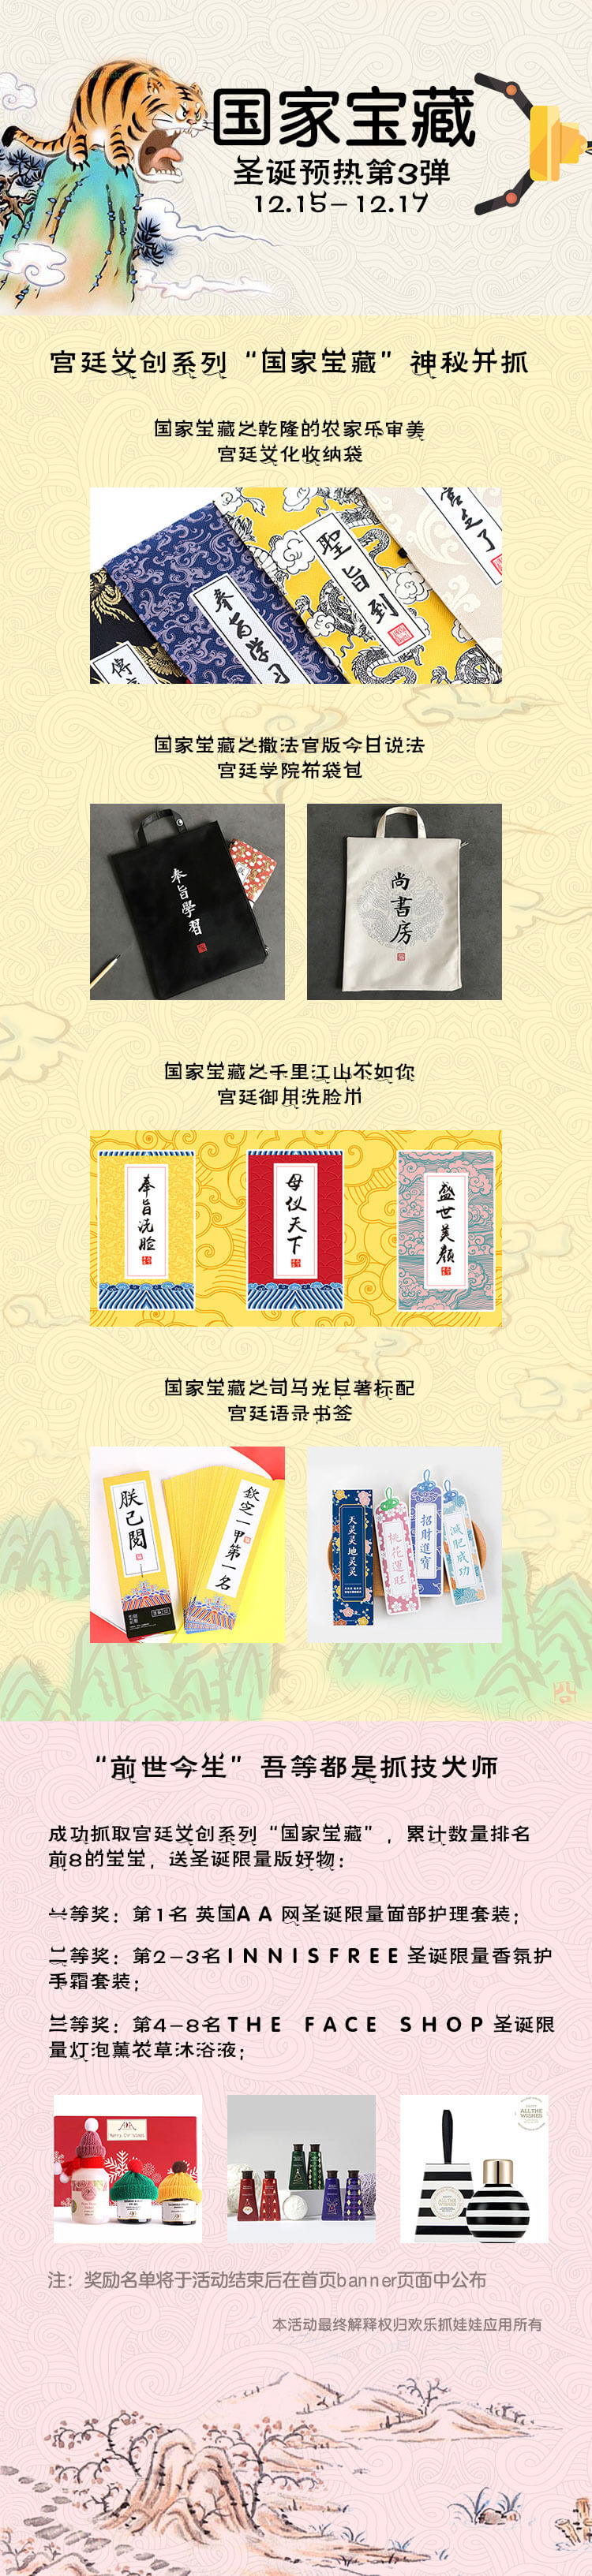 国家宝藏
圣诞预热第3弹
12.15-12.17
宫廷文创系列“国家宝藏”神秘开抓
国家宝藏之乾隆的农家乐审美
宫廷文化收纳袋
奉旨学习
聖旨到
国家宝藏之撒法官版今日说法
宫廷学院布袋包
奉旨學習
尚書房
国家宝藏之千里江山不如你
宫廷御用洗脸巾
奉旨洗脸
母仪天下
盛世美颜
国家宝藏之司马光巨著标配
宫廷语录书签
朕已閱
欽定一甲第一名
天灵灵地灵灵
桃花運旺
招財進寶
減肥成功
“前世今生”吾等都是抓技大师
成功抓取宫廷文创系列“国家宝藏”，累计数量排名
前8的宝宝，送圣诞限量版好物：
一等奖：第1名 英国AA 网圣诞限量面部护理套装；
二等奖：第2-3名INNISFREE圣诞限量香氛护
手霜套装；
三等奖：第4-8名THE FACE SHOP 圣诞限
量灯泡薰衣草沐浴液；
ALL THE
WISHES
注：奖励名单将于活动结束后在首页banner页面中公布
本活动最终解释权归欢乐抓娃娃应用所有